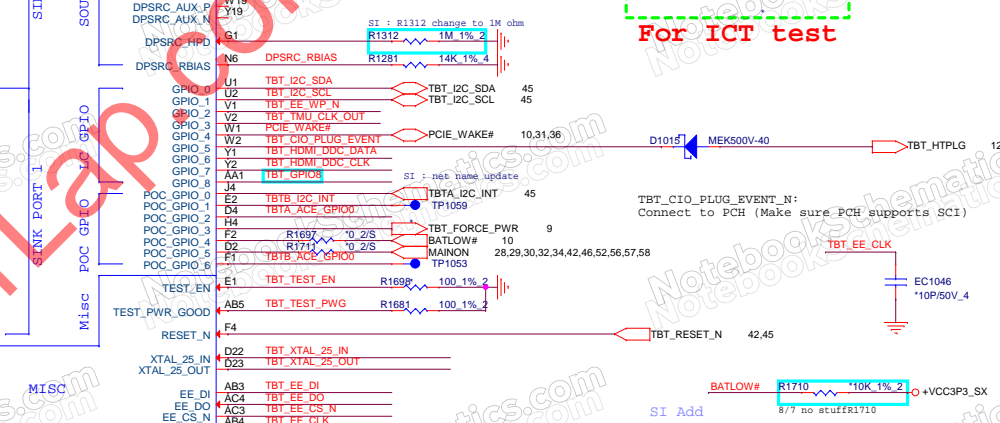 DPSRC_AUX_P
W19
DPSRC_AUX_N
Y19
SI : R1312 change to 1M ohm
For ICT test
DPSRC_HPD
G1
R1312
1M_1%_2
DPSRC_RBIAS
N6
DPSRC_RBIAS
R1281
14K_1%_4
GPIO_0
U1
TBT_I2C_SDA
TBT_I2C_SDA
45
GPIO_1
U2
TBT_I2C_SCL
TBT_I2C_SCL
45
GPIO_2
V1
TBT_EE_WP_N
GPIO_3
V2
TBT_TMU_CLK_OUT
GPIO_4
W1
PCIE_WAKE#
PCIE_WAKE#
10,31,36
GPIO_5
W2
TBT_CIO_PLUG_EVENT
D1015
MEK500V-40
TBT_HTPLG
12
GPIO_6
Y1
TBT_HDMI_DDC_DATA
GPIO_7
Y2
TBT_HDMI_DDC_CLK
GPIO_8
AA1
TBT_GPIO8
SI : net name update
POC_GPIO_0
J4
TBTA_I2C_INT
45
POC_GPIO_1
E2
TBTB_I2C_INT
TP1059
POC_GPIO_2
D4
TBTA_ACE_GPIO0
POC_GPIO_3
H4
TBT_FORCE_PWR
9
POC_GPIO_4
F2
R1697
*0_2/S
BATLOW#
10
POC_GPIO_5
D2
R1711
*0_2/S
MAINON
28,29,30,32,34,42,46,52,56,57,58
POC_GPIO_6
F1
TBTB_ACE_GPIO0
TP1053
TBT_CIO_PLUG_EVENT_N:
Connect to PCH (Make sure PCH supports SCI)
TBT_EE_CLK
EC1046
*10P/50V_4
TEST_EN
E1
TBT_TEST_EN
R1698
100_1%_2
TEST_PWR_GOOD
AB5
TBT_TEST_PWG
R1681
100_1%_2
RESET_N
F4
TBT_RESET_N
42,45
XTAL_25_IN
D22
TBT_XTAL_25_IN
XTAL_25_OUT
D23
TBT_XTAL_25_OUT
EE_DI
AB3
TBT_EE_DI
EE_DO
AC4
TBT_EE_DO
EE_CS_N
AC3
TBT_EE_CS_N
AB4
TBT_EE_CLK
BATLOW#
R1710
*10K_1%_2
+VCC3P3_SX
8/7 no stuffR1710
SI Add
SINK PORT 1
LC GPIO
POC GPIO
Misc
MISC
Lap.co
NotebookSchematics.com